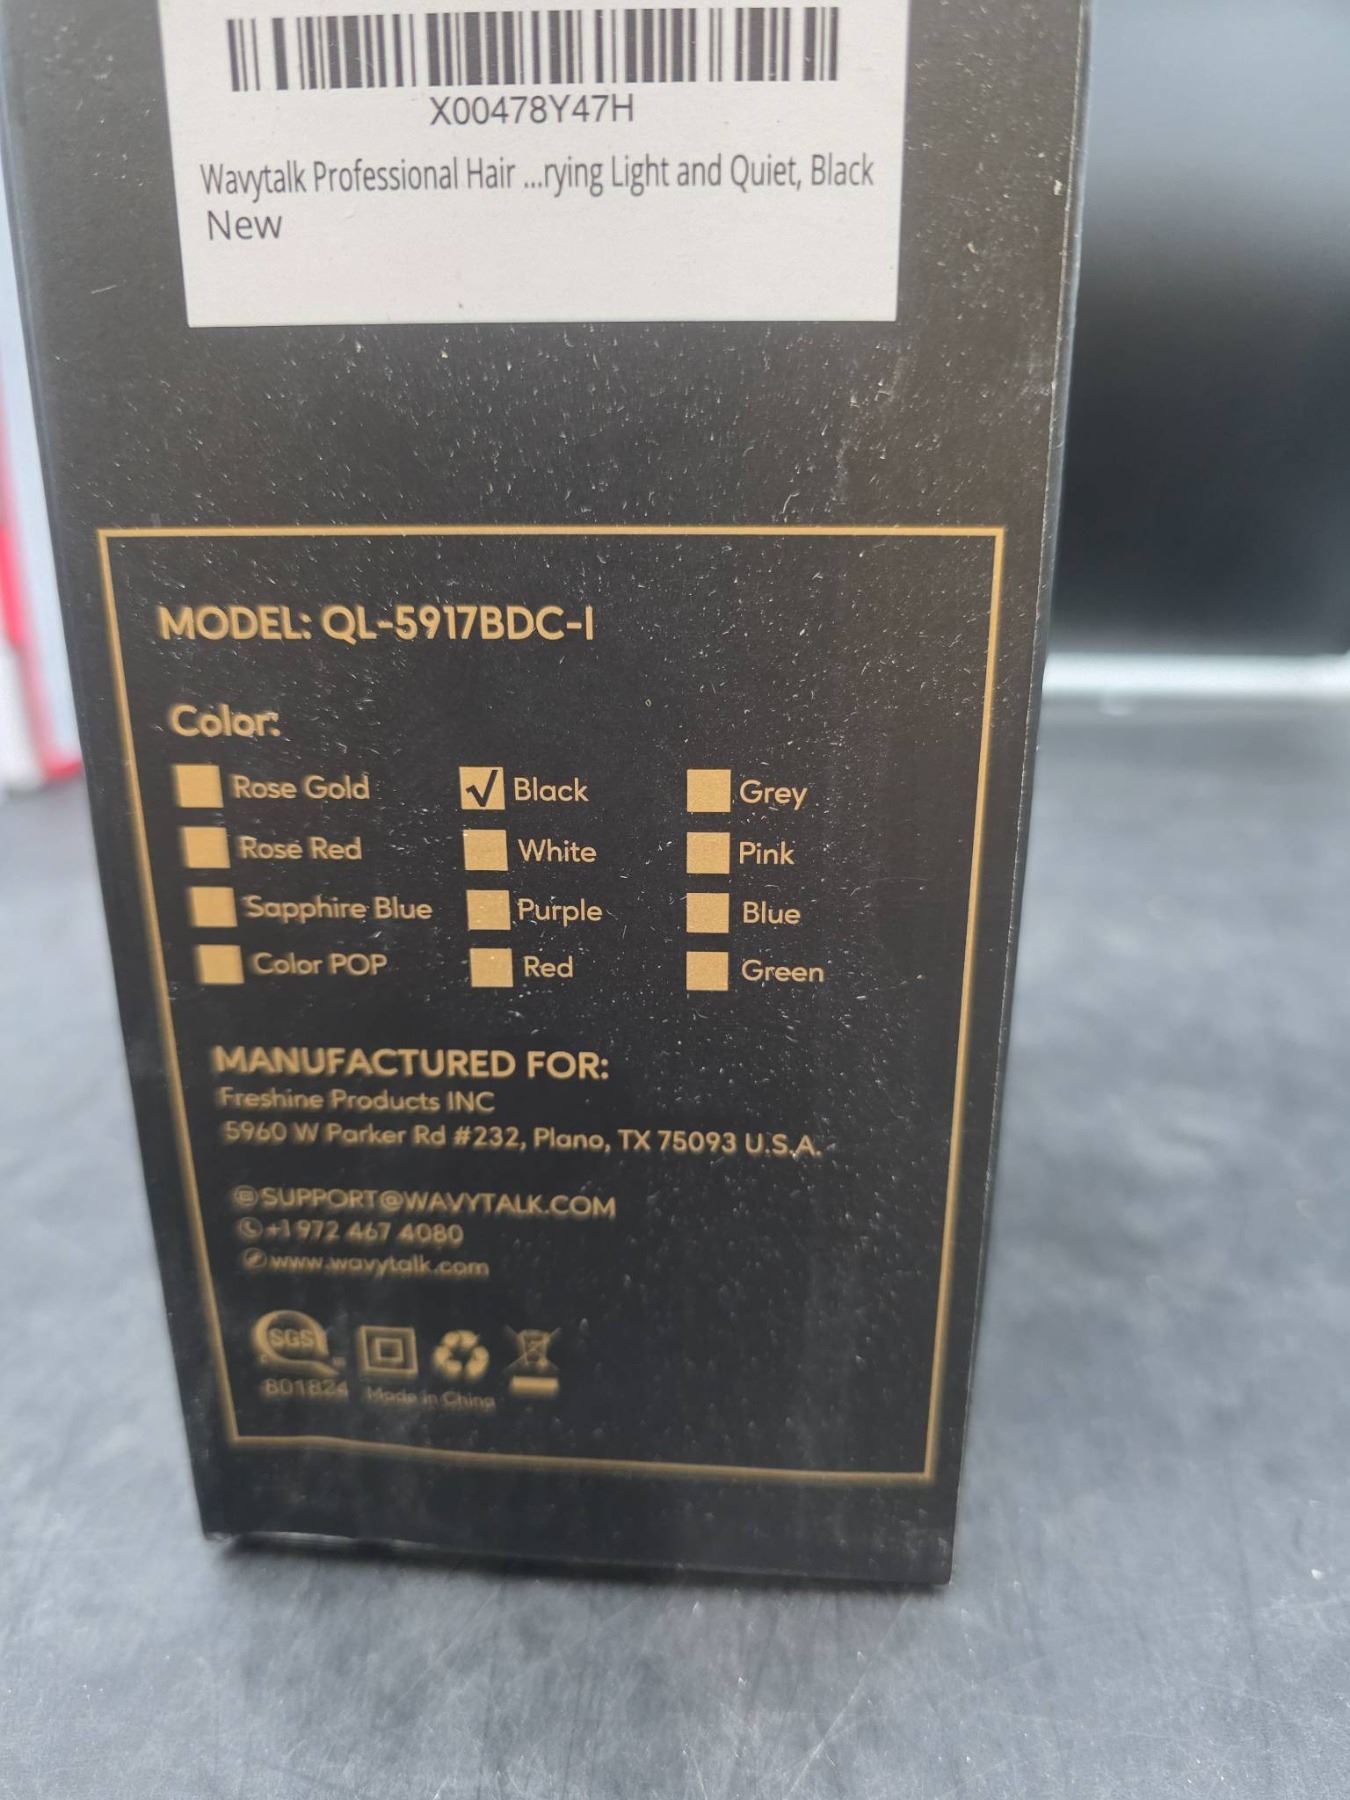 X00478Y47H
Wavytalk Professional Hair ...rying Light and Quiet, Black
New
MODEL: QL-5917BDC-I
Color:
Rose Gold Black Grey
Rose Red White Pink
Sapphire Blue Purple Blue
Color POP Red Green
MANUFACTURED FOR:
Freshine Products INC
5960 W Parker Rd #232, Plano, TX 75093 U.S.A.
SUPPORT@WAVYTALK.COM
+1 972 467 4080
www.wavytalk.com
SGS
801824 Made in China